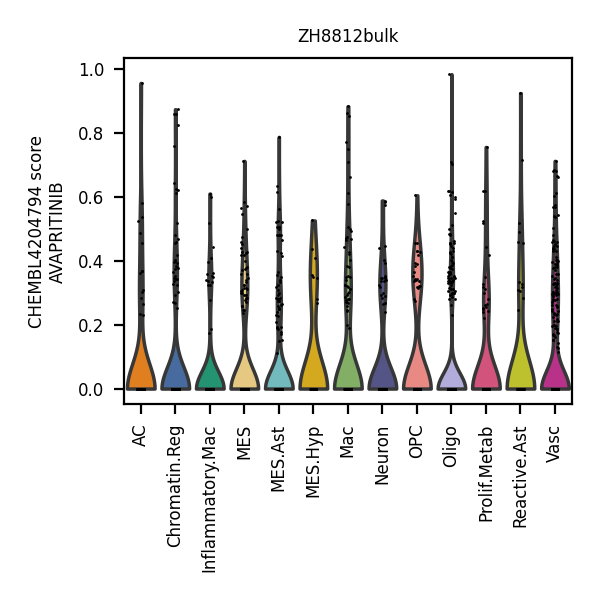 ZH8812bulk
CHEMBL4204794 score
AVAPRITINIB
1.0
0.8
0.6
0.4
0.2
0.0
AC
Chromatin.Reg
Inflammatory.Mac
MES
MES.Ast
MES.Hyp
Mac
Neuron
OPC
Oligo
Prolif.Metab
Reactive.Ast
Vasc